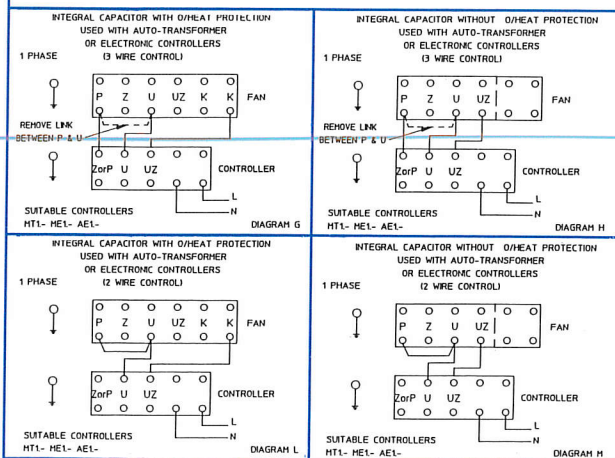 INTEGRAL CAPACITOR WITH O/HEAT PROTECTION
USED WITH AUTO-TRANSFORMER
OR ELECTRONIC CONTROLLERS
1 PHASE (3 WIRE CONTROL)
P Z U UZ K K FAN
REMOVE LINK
BETWEEN P & U
ZorP U UZ CONTROLLER
L
N
SUITABLE CONTROLLERS
MT1.- ME1.- AE1.- DIAGRAM G
INTEGRAL CAPACITOR WITHOUT O/HEAT PROTECTION
USED WITH AUTO-TRANSFORMER
OR ELECTRONIC CONTROLLERS
1 PHASE (3 WIRE CONTROL)
P Z U UZ FAN
REMOVE LINK
BETWEEN P & U
ZorP U UZ CONTROLLER
L
N
SUITABLE CONTROLLERS
MT1.- ME1.- AE1.- DIAGRAM H
INTEGRAL CAPACITOR WITH O/HEAT PROTECTION
USED WITH AUTO-TRANSFORMER
OR ELECTRONIC CONTROLLERS
1 PHASE (2 WIRE CONTROL)
P Z U UZ K K FAN
ZorP U UZ CONTROLLER
L
N
SUITABLE CONTROLLERS
MT1.- ME1.- AE1.- DIAGRAM L
INTEGRAL CAPACITOR WITHOUT O/HEAT PROTECTION
USED WITH AUTO-TRANSFORMER
OR ELECTRONIC CONTROLLERS
1 PHASE (2 WIRE CONTROL)
P Z U UZ FAN
ZorP U UZ CONTROLLER
L
N
SUITABLE CONTROLLERS
MT1.- ME1.- AE1.- DIAGRAM M